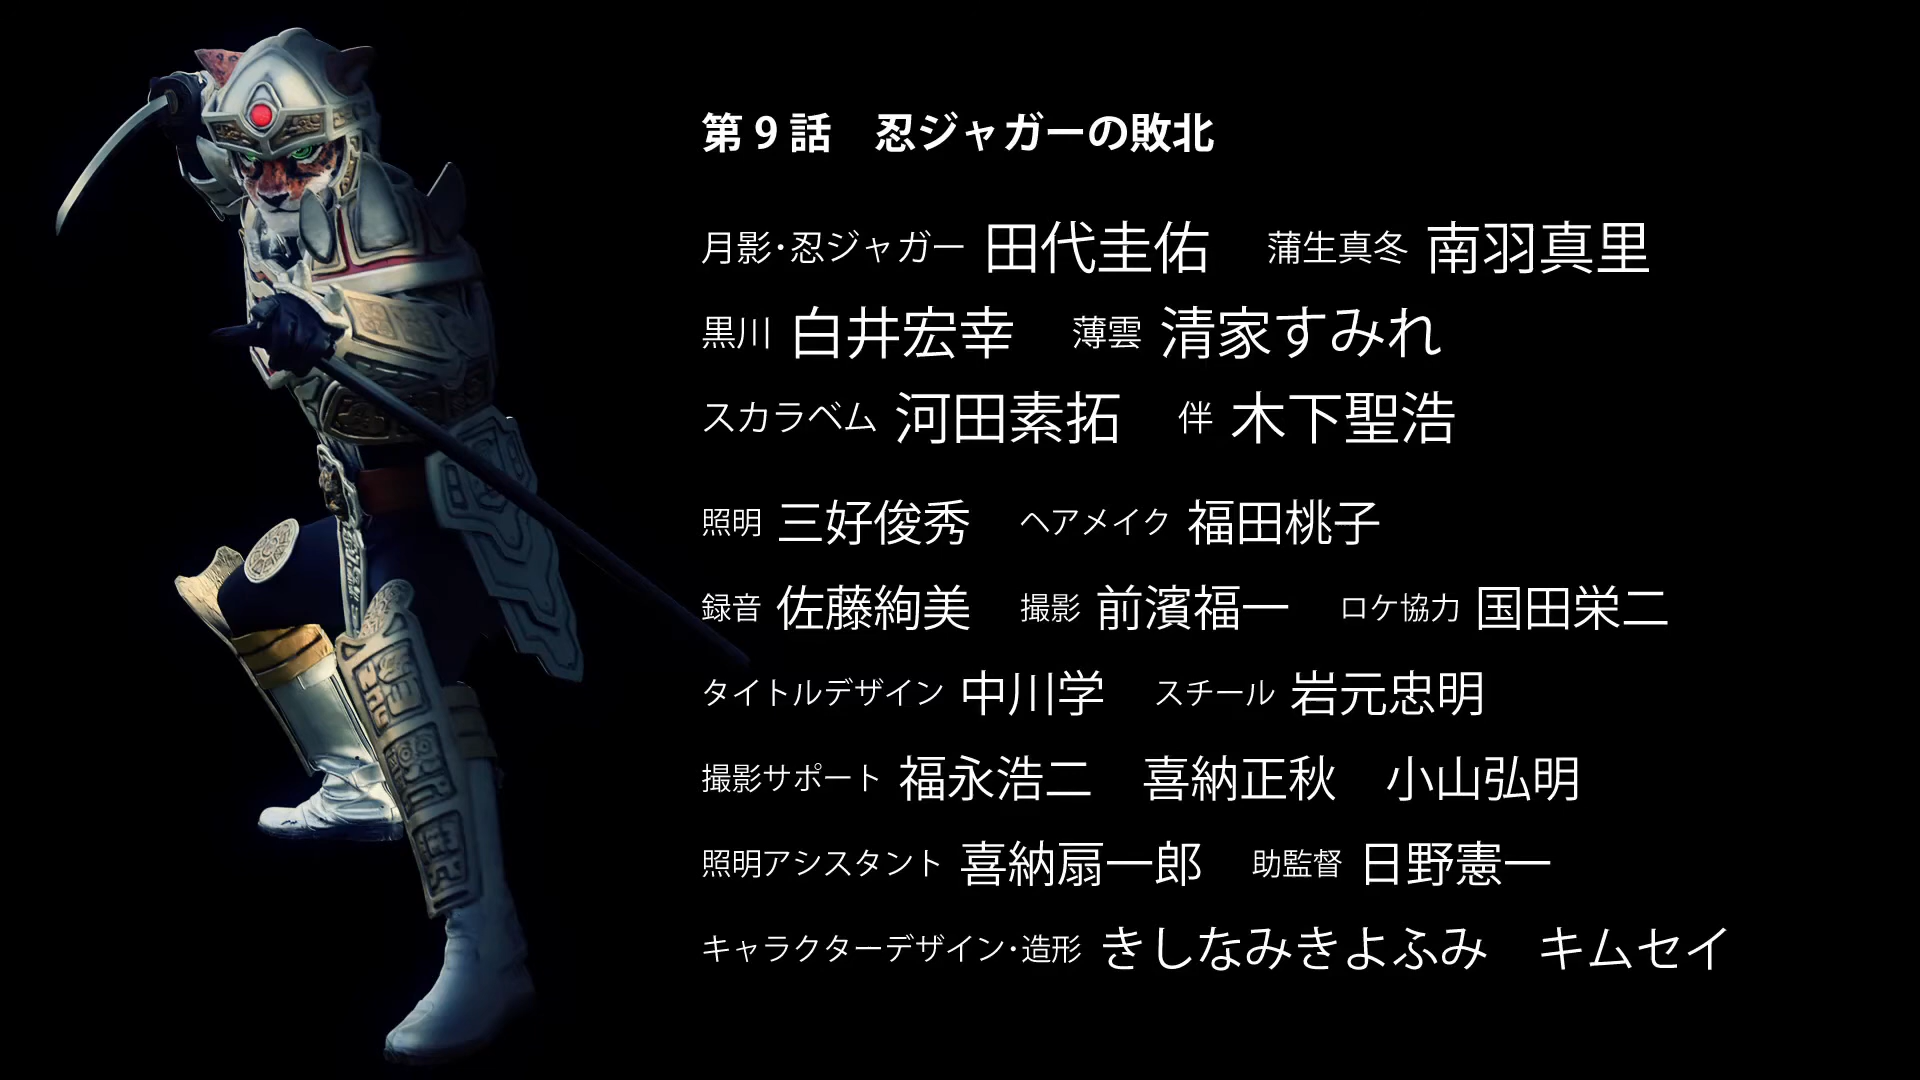 第9話　忍ジャガーの敗北
月影・忍ジャガー 田代圭佑　蒲生真冬 南羽真里
黒川 白井宏幸　薄雲 清家すみれ
スカラベム 河田素拓　伴 木下聖浩
照明 三好俊秀　ヘアメイク 福田桃子
録音 佐藤絢美　撮影 前濱福一　ロケ協力 国田栄二
タイトルデザイン 中川学　スチール 岩元忠明
撮影サポート 福永浩二　喜納正秋　小山弘明
照明アシスタント 喜納扇一郎　助監督 日野憲一
キャラクターデザイン・造形 きしなみきよふみ　キムセイ